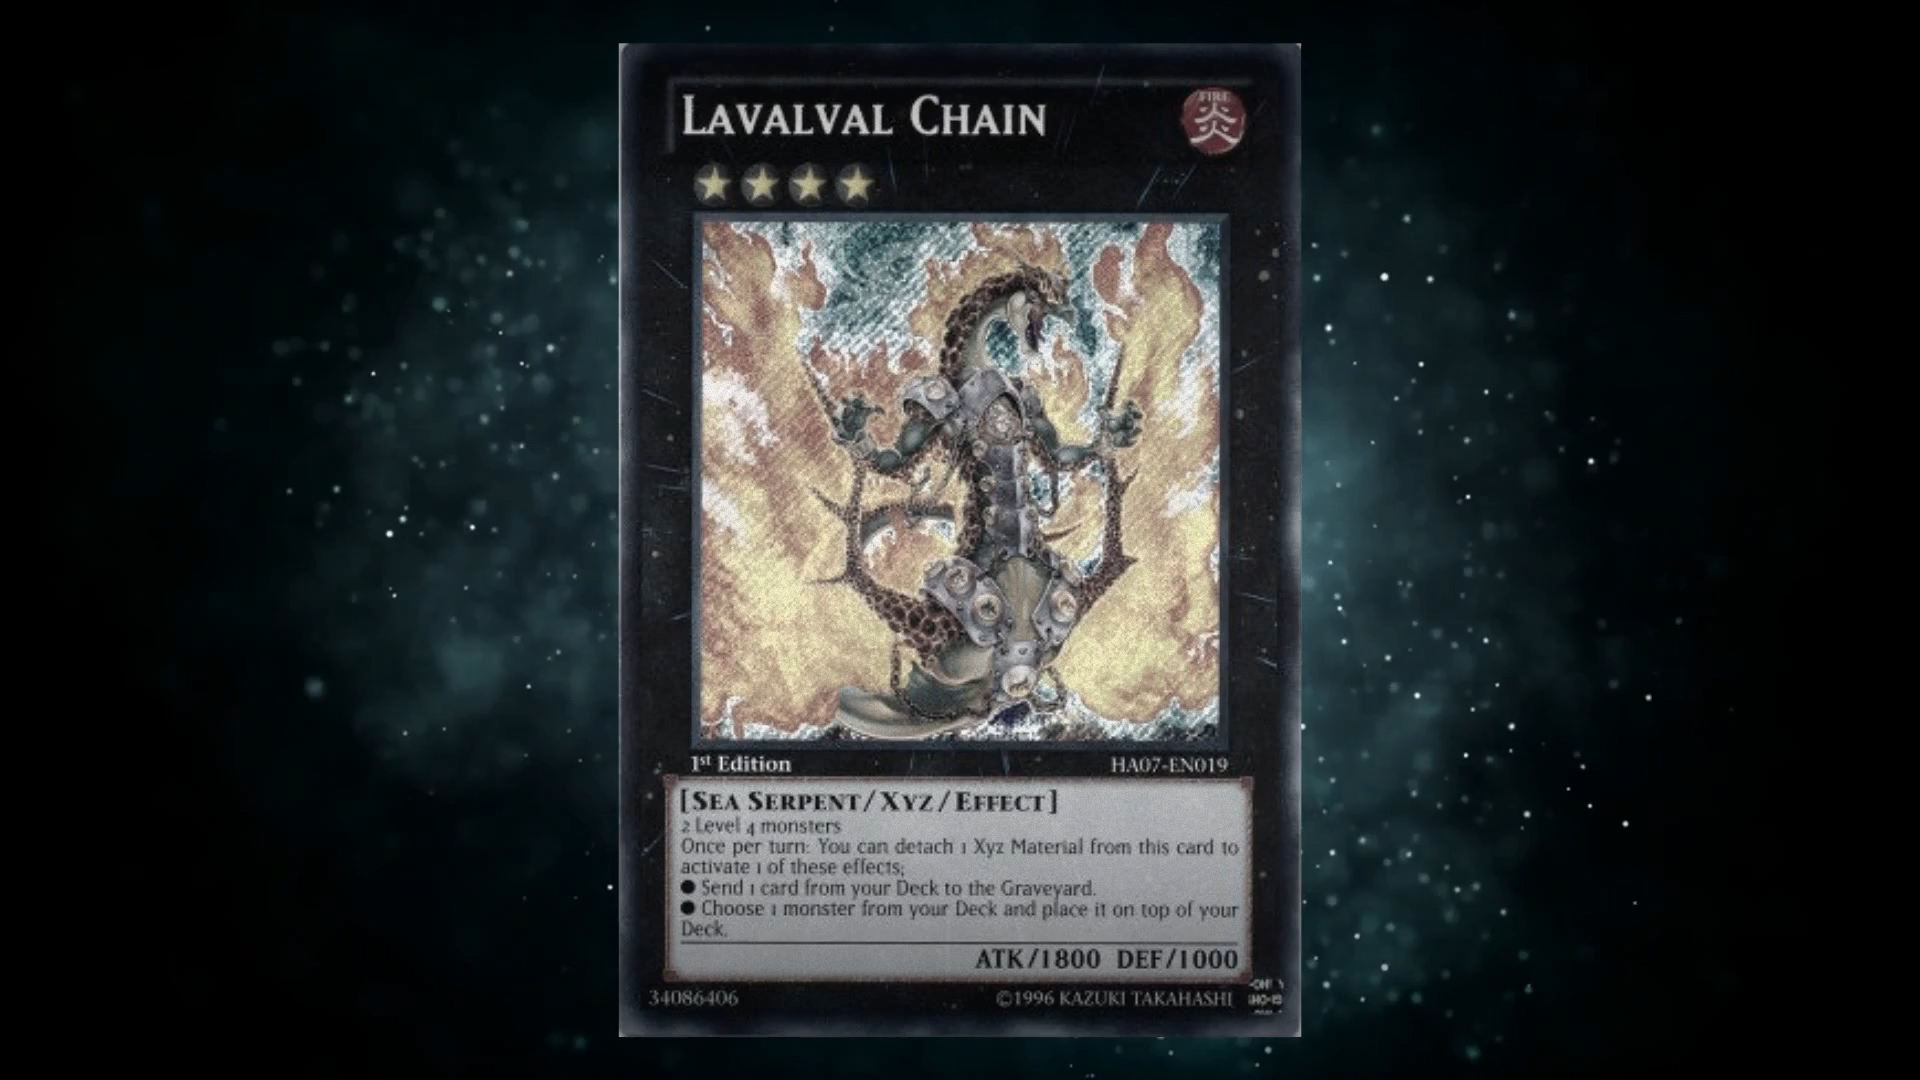 Lavalval Chain
FIRE
炎
1st Edition
HA07-EN019
[Sea Serpent/Xyz/Effect]
2 Level 4 monsters
Once per turn: You can detach 1 Xyz Material from this card to
activate 1 of these effects;
● Send 1 card from your Deck to the Graveyard.
● Choose 1 monster from your Deck and place it on top of your
Deck.
ATK/1800 DEF/1000
34086406
©1996 KAZUKI TAKAHASHI